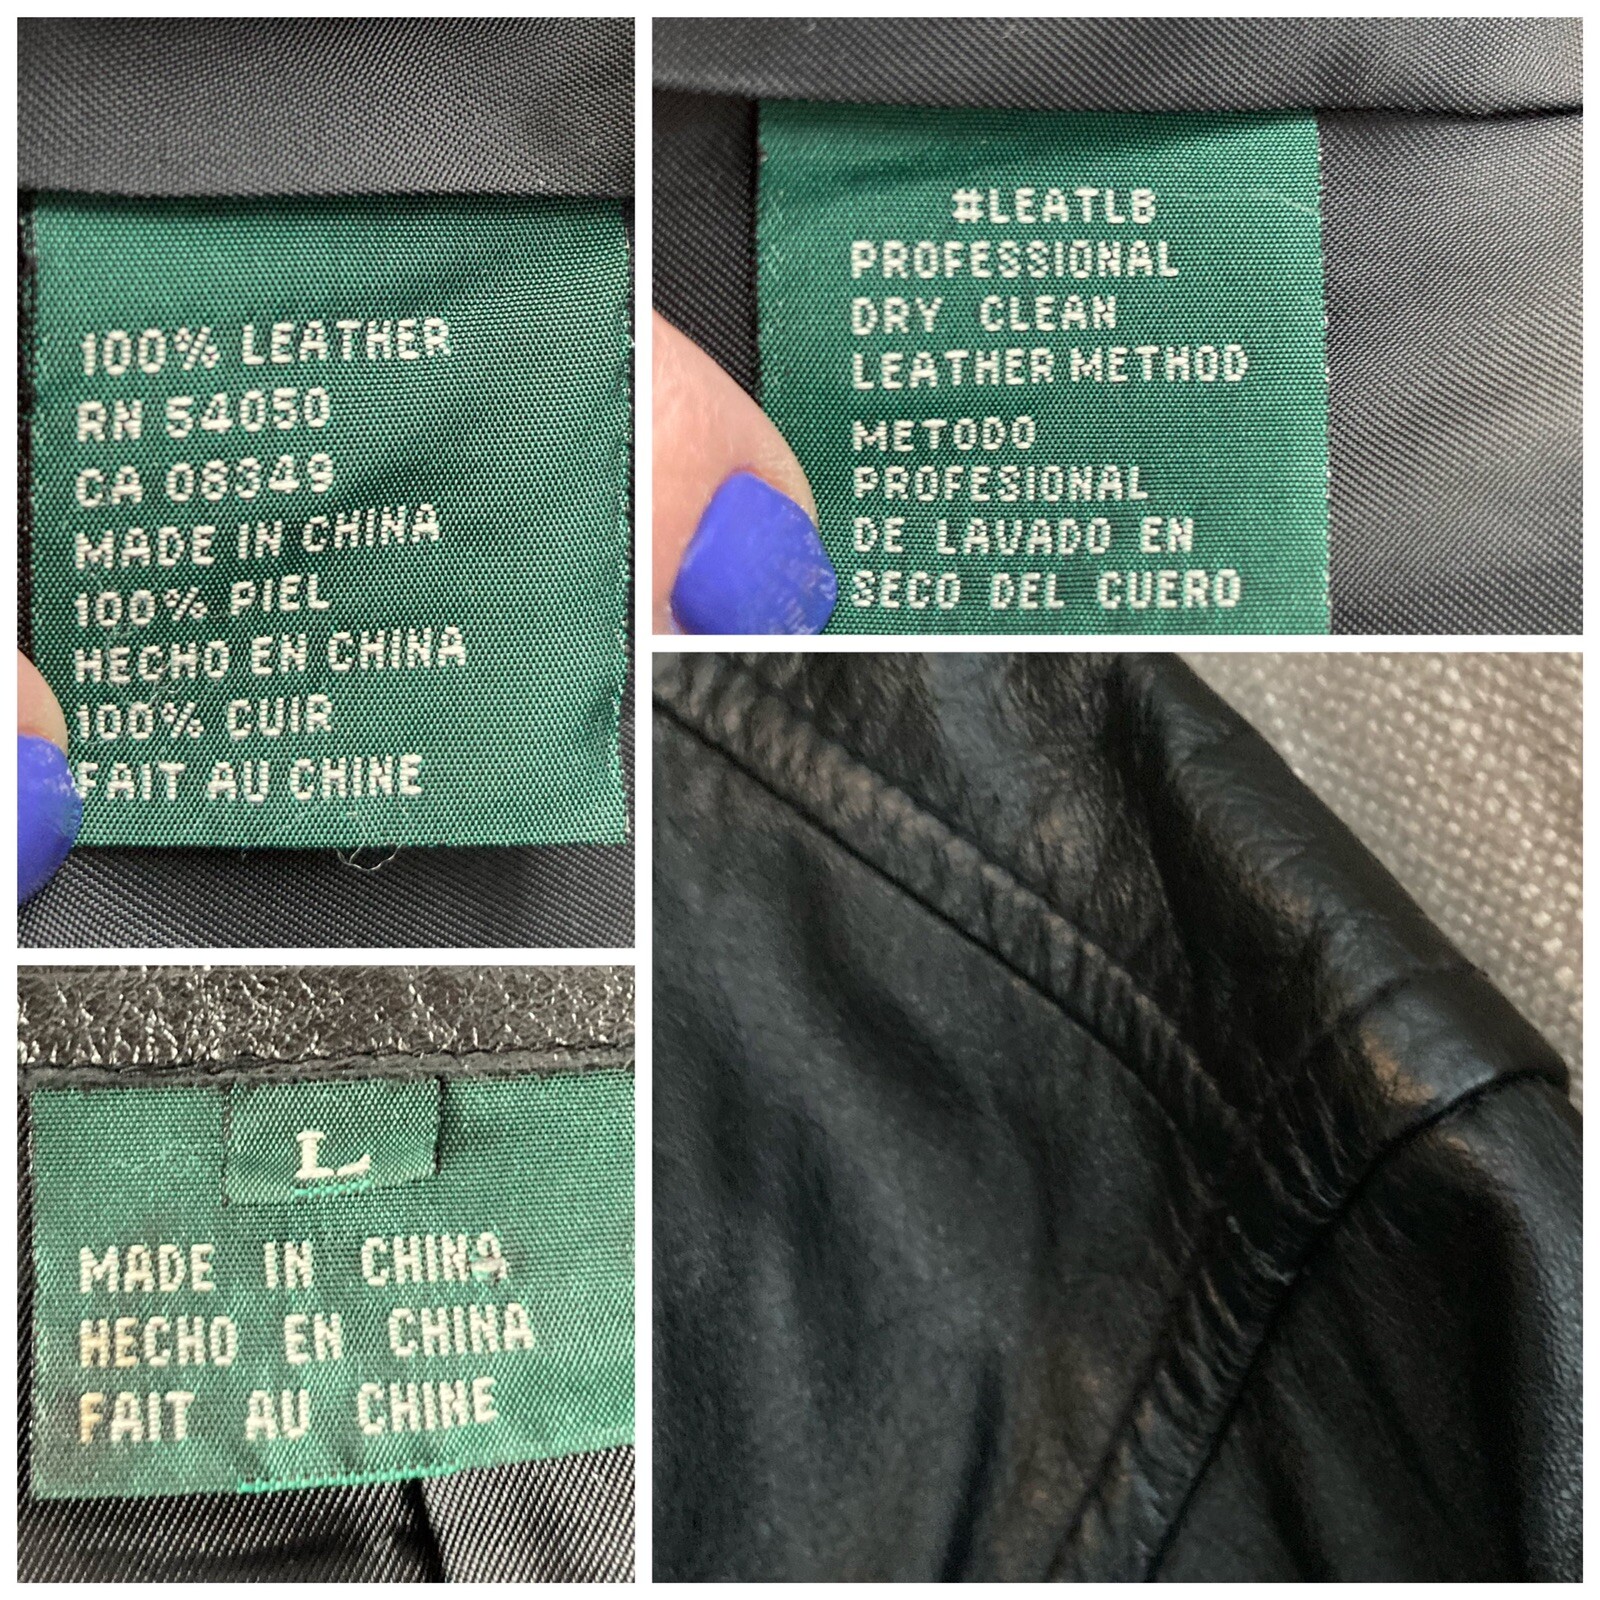 100% LEATHER
RN 54050
CA 08349
MADE IN CHINA
100% PIEL
HECHO EN CHINA
100% CUIR
FAIT AU CHINE
#LEATLB
PROFESSIONAL
DRY CLEAN
LEATHER METHOD
METODO
PROFESIONAL
DE LAVADO EN
SECO DEL CUERO
L
MADE IN CHINA
HECHO EN CHINA
FAIT AU CHINE